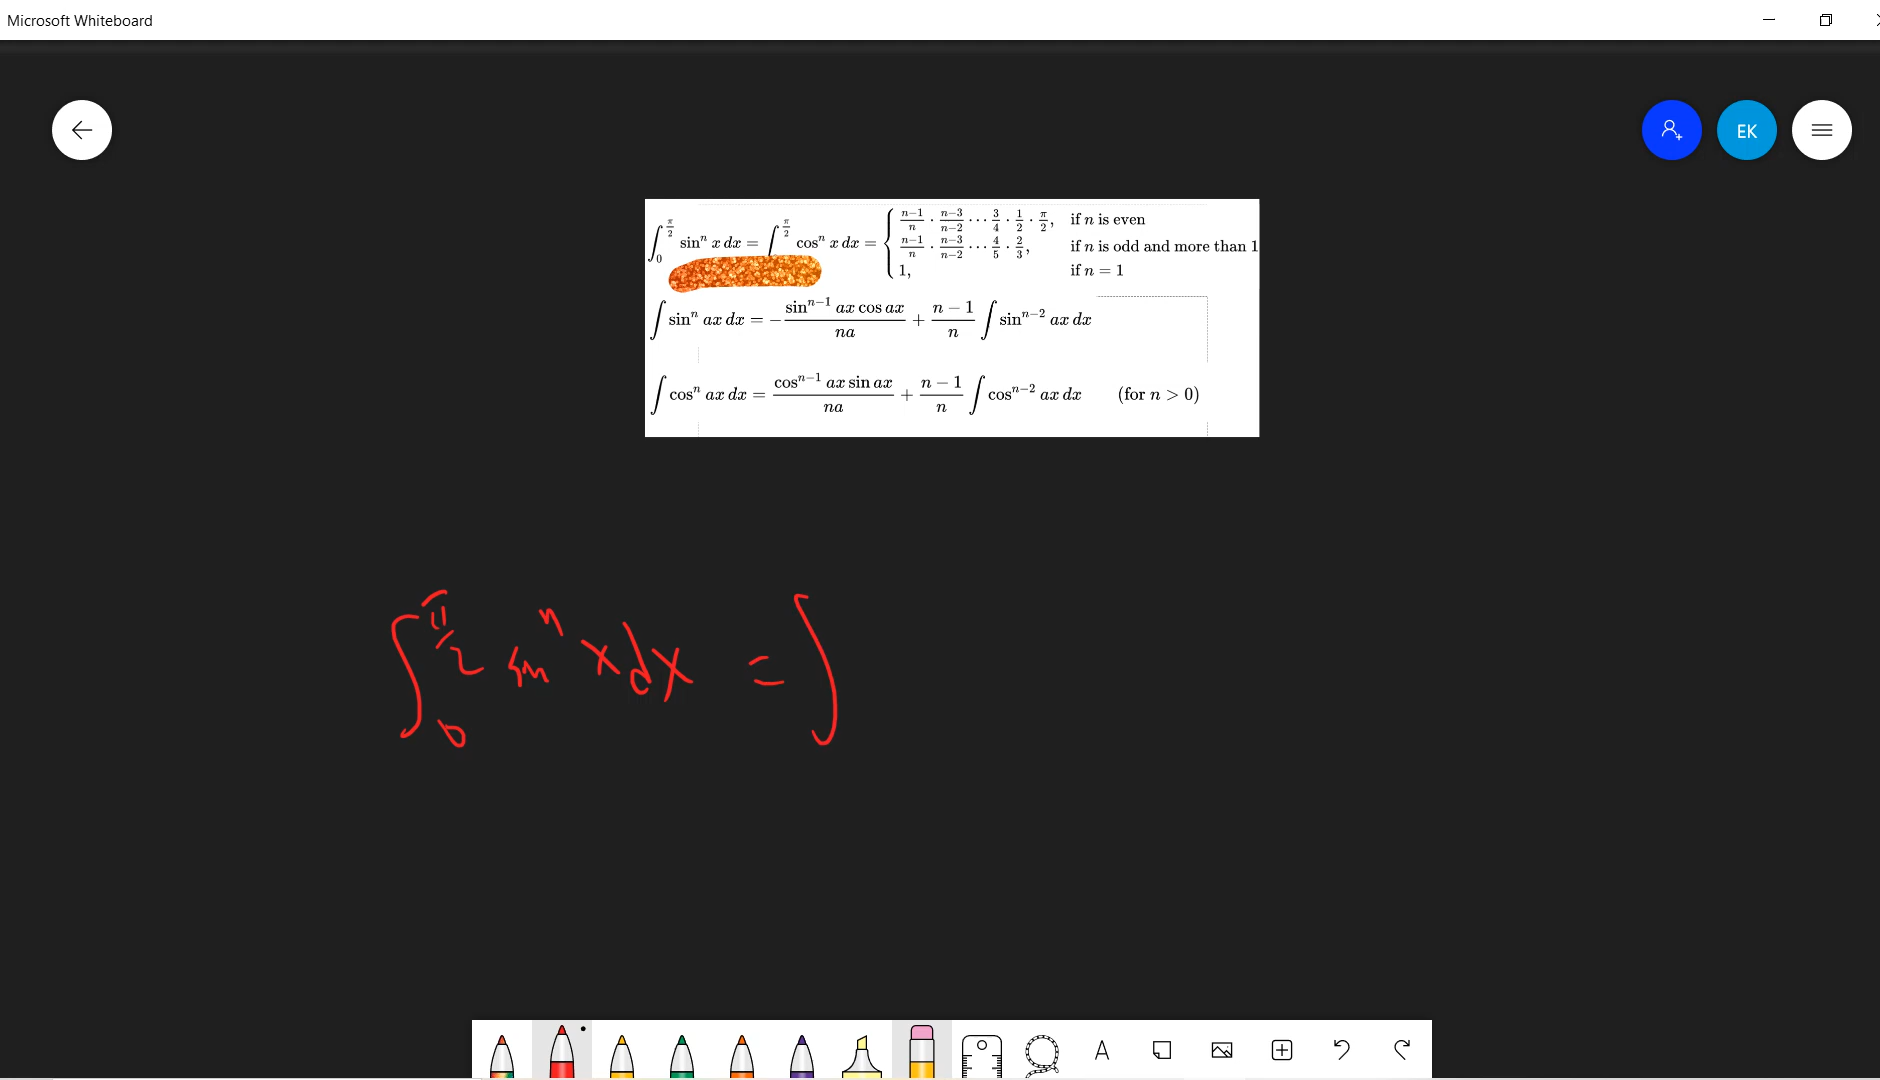 Microsoft Whiteboard
EK
∫₀^(π/2) sinⁿ x dx = ∫^(π/2) cosⁿ x dx = { (n−1)/n · (n−3)/(n−2) ··· 3/4 · 1/2 · π/2, if n is even
(n−1)/n · (n−3)/(n−2) ··· 4/5 · 2/3, if n is odd and more than 1
1, if n = 1
∫ sinⁿ ax dx = − (sinⁿ⁻¹ ax cos ax)/(na) + (n − 1)/n ∫ sinⁿ⁻² ax dx
∫ cosⁿ ax dx = (cosⁿ⁻¹ ax sin ax)/(na) + (n − 1)/n ∫ cosⁿ⁻² ax dx (for n > 0)
∫₀^(π/2) sinⁿ x dx = ∫
A